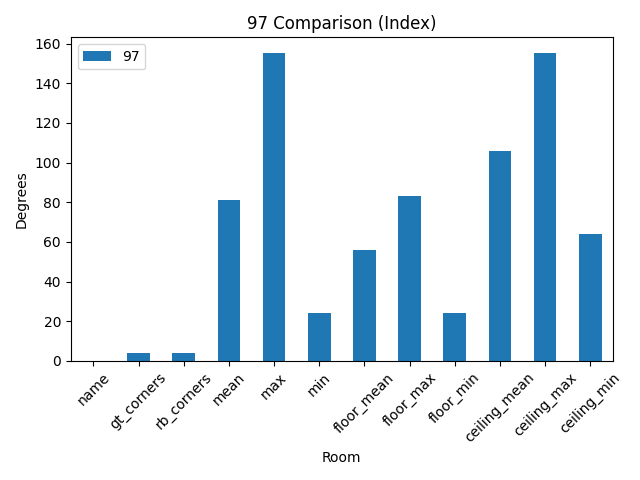 97 Comparison (Index)
97
Degrees
160
140
120
100
80
60
40
20
0
name
gt_corners
rb_corners
mean
max
min
floor_mean
floor_max
floor_min
ceiling_mean
ceiling_max
ceiling_min
Room